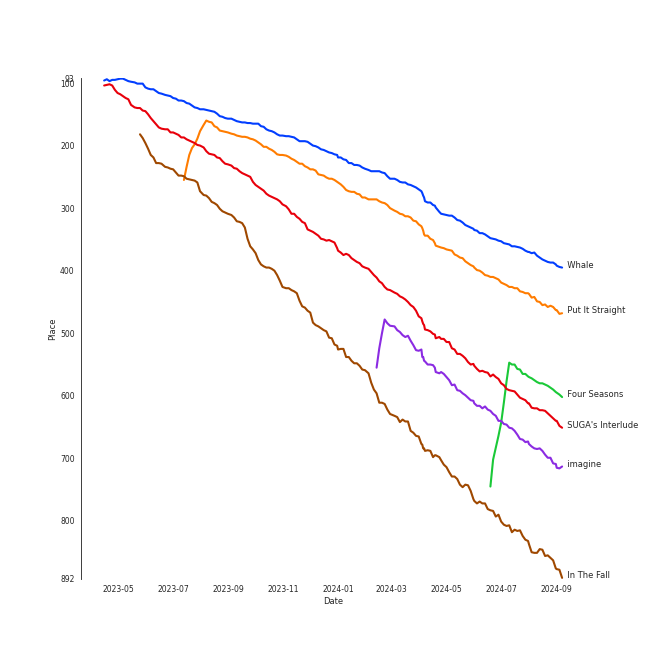 93
100
200
300
400
500
600
700
800
892
Place
2023-05 2023-07 2023-09 2023-11 2024-01 2024-03 2024-05 2024-07 2024-09
Date
Whale
Put It Straight
Four Seasons
SUGA's Interlude
imagine
In The Fall